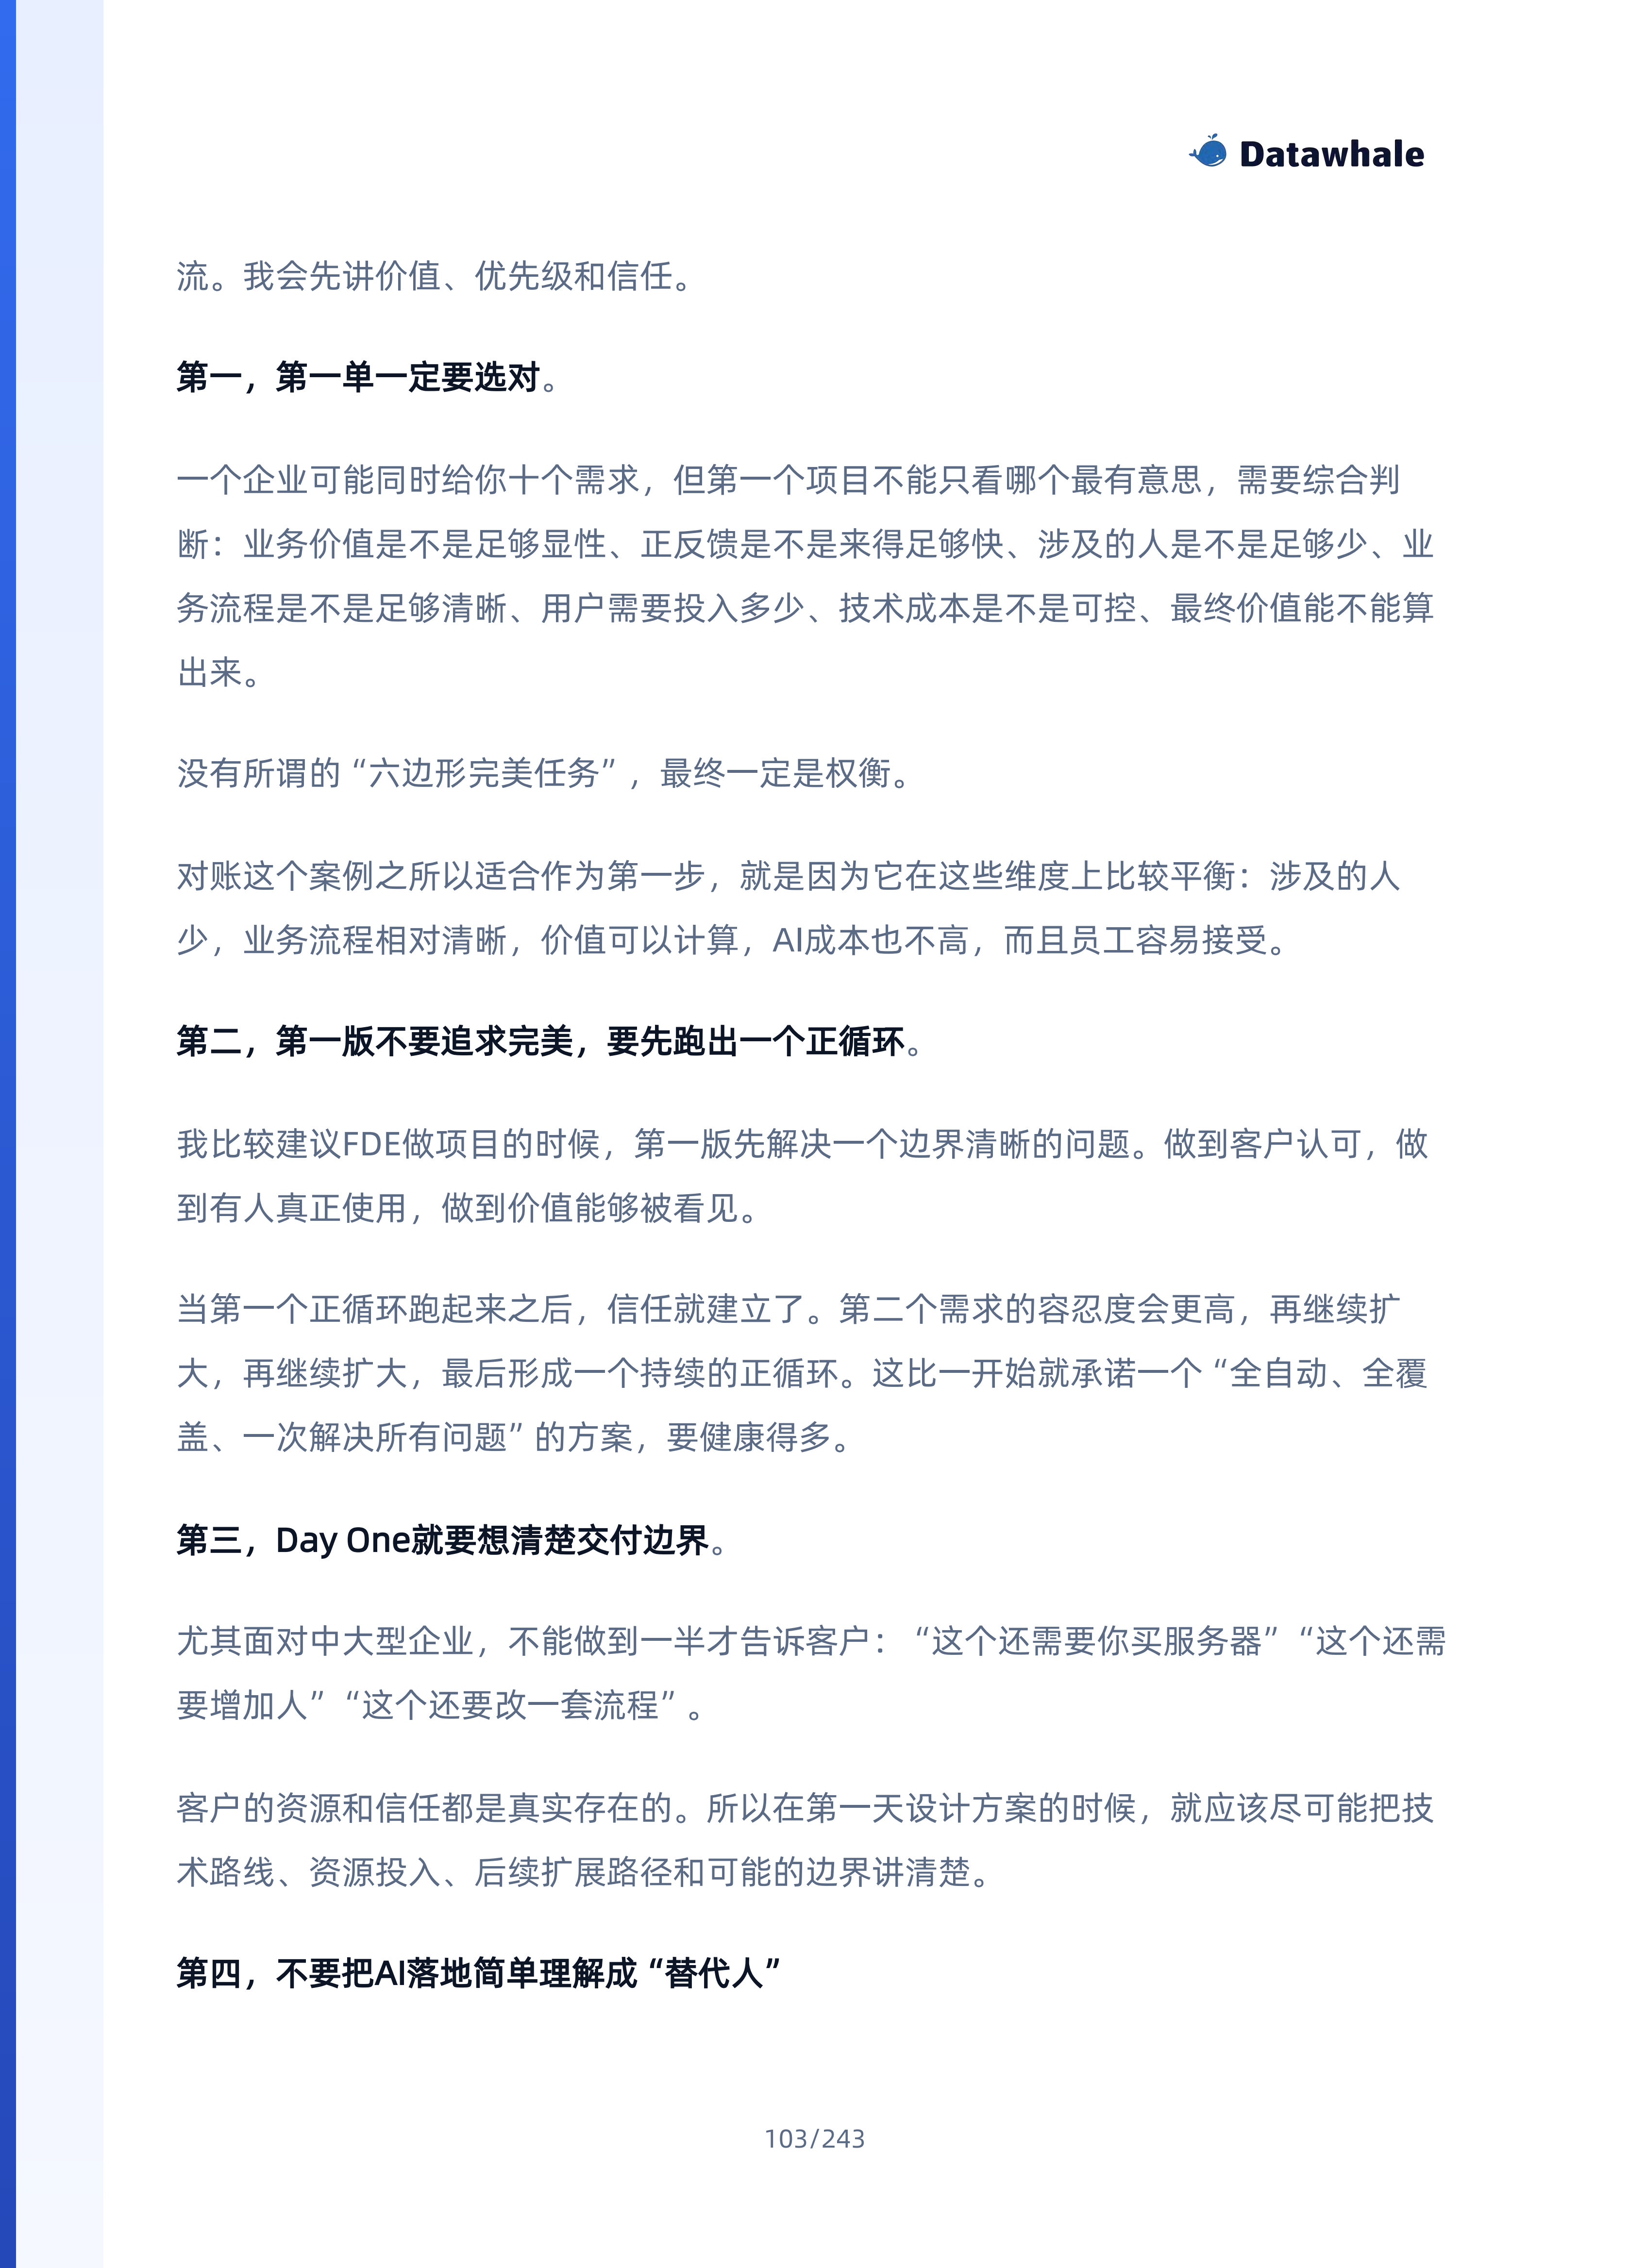 Datawhale
流。我会先讲价值、优先级和信任。
第一，第一单一定要选对。
一个企业可能同时给你十个需求，但第一个项目不能只看哪个最有意思，需要综合判
断：业务价值是不是足够显性、正反馈是不是来得足够快、涉及的人是不是足够少、业
务流程是不是足够清晰、用户需要投入多少、技术成本是不是可控、最终价值能不能算
出来。
没有所谓的“六边形完美任务”，最终一定是权衡。
对账这个案例之所以适合作为第一步，就是因为它在这些维度上比较平衡：涉及的人
少，业务流程相对清晰，价值可以计算，AI成本也不高，而且员工容易接受。
第二，第一版不要追求完美，要先跑出一个正循环。
我比较建议FDE做项目的时候，第一版先解决一个边界清晰的问题。做到客户认可，做
到有人真正使用，做到价值能够被看见。
当第一个正循环跑起来之后，信任就建立了。第二个需求的容忍度会更高，再继续扩
大，再继续扩大，最后形成一个持续的正循环。这比一开始就承诺一个“全自动、全覆
盖、一次解决所有问题”的方案，要健康得多。
第三，Day One就要想清楚交付边界。
尤其面对中大型企业，不能做到一半才告诉客户：“这个还需要你买服务器”“这个还需
要增加人”“这个还要改一套流程”。
客户的资源和信任都是真实存在的。所以在第一天设计方案的时候，就应该尽可能把技
术路线、资源投入、后续扩展路径和可能的边界讲清楚。
第四，不要把AI落地简单理解成“替代人”
103/243